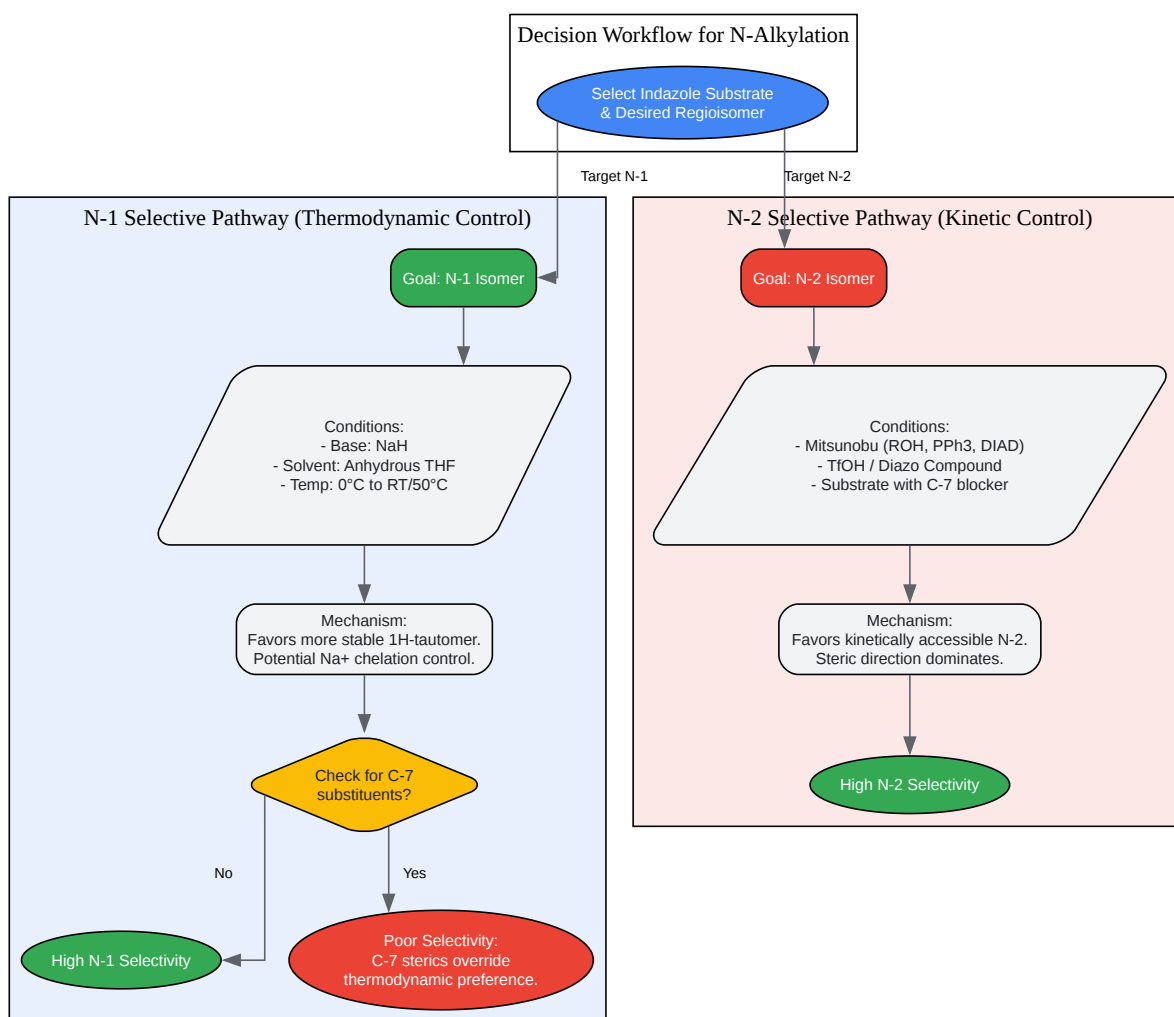 Decision Workflow for N-Alkylation
Select Indazole Substrate
& Desired Regioisomer
Target N-1
Target N-2
N-1 Selective Pathway (Thermodynamic Control)
Goal: N-1 Isomer
Conditions:
- Base: NaH
- Solvent: Anhydrous THF
- Temp: 0°C to RT/50°C
Mechanism:
Favors more stable 1H-tautomer.
Potential Na+ chelation control.
Check for C-7
substituents?
No
Yes
High N-1 Selectivity
Poor Selectivity:
C-7 sterics override
thermodynamic preference.
N-2 Selective Pathway (Kinetic Control)
Goal: N-2 Isomer
Conditions:
- Mitsunobu (ROH, PPh3, DIAD)
- TfOH / Diazo Compound
- Substrate with C-7 blocker
Mechanism:
Favors kinetically accessible N-2.
Steric direction dominates.
High N-2 Selectivity